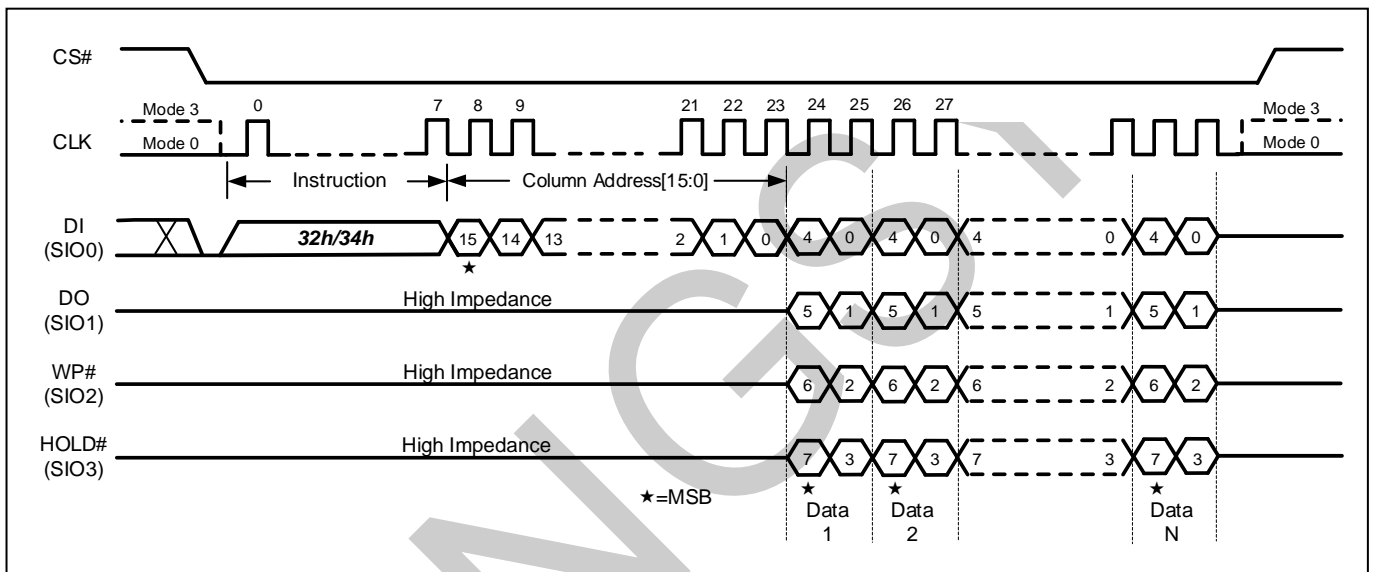 CS#
Mode 3 0 7 8 9 21 22 23 24 25 26 27 Mode 3
CLK Mode 0 Mode 0
Instruction Column Address[15:0]
DI
(SIO0)
32h/34h 15 14 13 2 1 0 4 0 4 0 4 0 4 0
★
DO
(SIO1)
High Impedance 5 1 5 1 5 1 5 1
WP#
(SIO2)
High Impedance 6 2 6 2 6 2 6 2
HOLD#
(SIO3)
High Impedance 7 3 7 3 7 3 7 3
★=MSB ★ ★ ★
Data Data Data
1 2 N